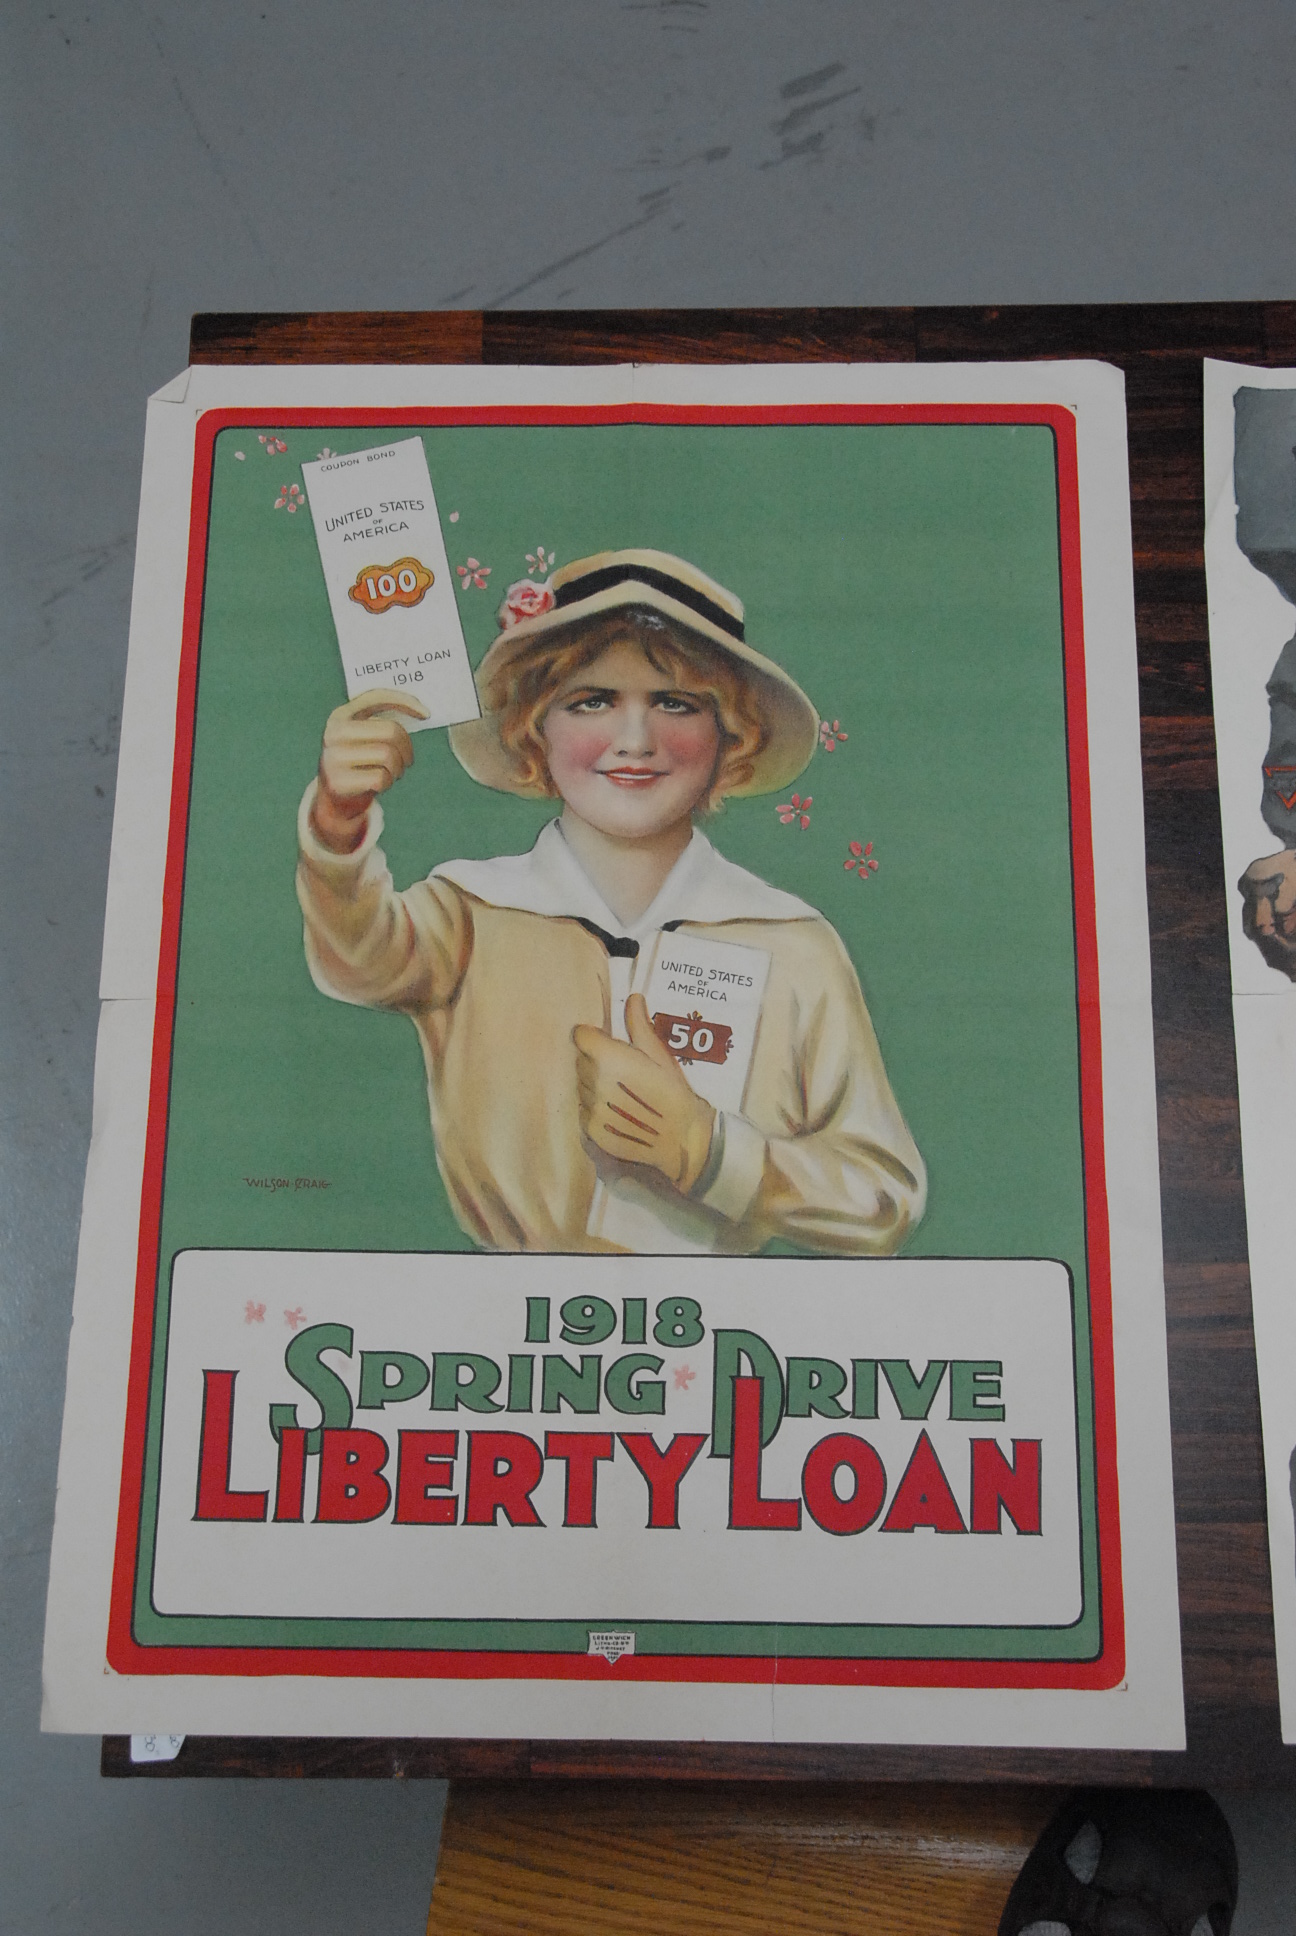 COUPON BOND
UNITED STATES
OF
AMERICA
100
LIBERTY LOAN
1918
UNITED STATES
OF
AMERICA
50
WILSON CRAIG
1918
SPRING DRIVE
LIBERTY LOAN
GREENWICH